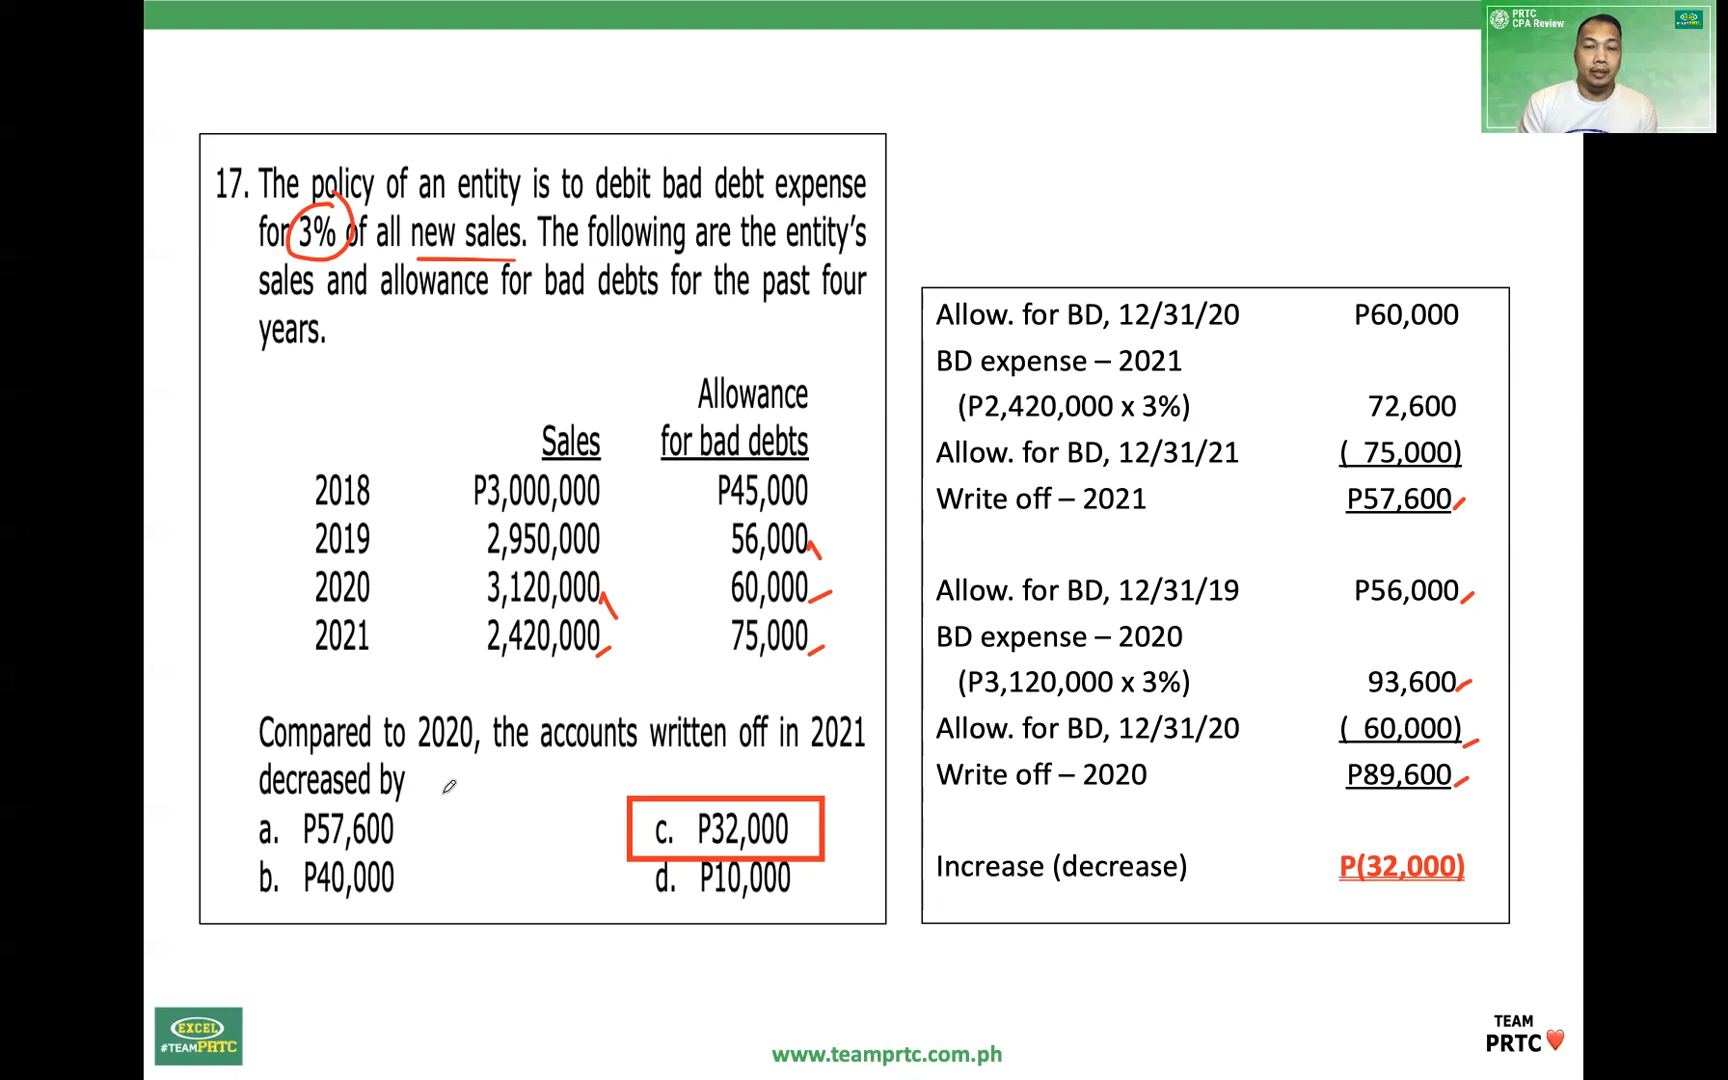 PRTC
CPA Review
17. The policy of an entity is to debit bad debt expense
for 3% of all new sales. The following are the entity's
sales and allowance for bad debts for the past four
years.
Allowance
Sales for bad debts
2018 P3,000,000 P45,000
2019 2,950,000 56,000
2020 3,120,000 60,000
2021 2,420,000 75,000
Compared to 2020, the accounts written off in 2021
decreased by
a. P57,600 c. P32,000
b. P40,000 d. P10,000
Allow. for BD, 12/31/20 P60,000
BD expense – 2021
(P2,420,000 x 3%) 72,600
Allow. for BD, 12/31/21 ( 75,000)
Write off – 2021 P57,600
Allow. for BD, 12/31/19 P56,000
BD expense – 2020
(P3,120,000 x 3%) 93,600
Allow. for BD, 12/31/20 ( 60,000)
Write off – 2020 P89,600
Increase (decrease) P(32,000)
EXCEL
#TEAMPRTC
www.teamprtc.com.ph
TEAM
PRTC